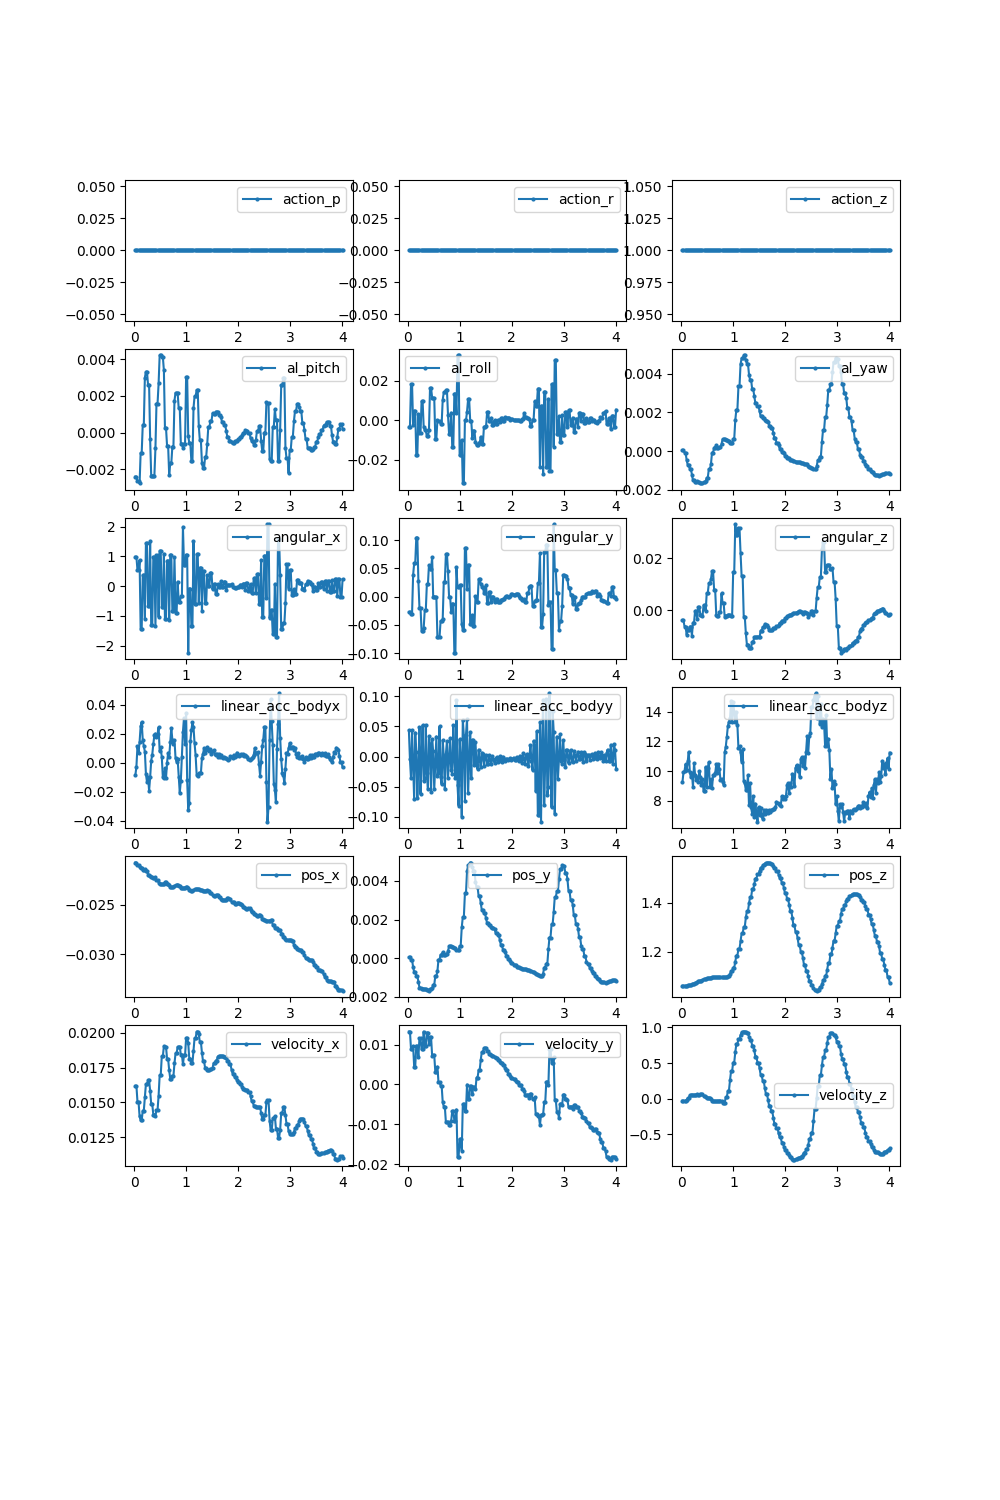 action_p
0.050
0.025
0.000
−0.025
−0.050
0 1 2 3 4
action_r
0.050
0.025
0.000
−0.025
−0.050
0 1 2 3 4
action_z
1.050
1.025
1.000
0.975
0.950
0 1 2 3 4
al_pitch
0.004
0.002
0.000
−0.002
0 1 2 3 4
al_roll
0.02
0.00
−0.02
0 1 2 3 4
al_yaw
0.004
0.002
0.000
0.002
0 1 2 3 4
angular_x
2
1
0
−1
−2
0 1 2 3 4
angular_y
0.10
0.05
0.00
−0.05
−0.10
0 1 2 3 4
angular_z
0.02
0.00
0 1 2 3 4
linear_acc_bodyx
0.04
0.02
0.00
−0.02
−0.04
0 1 2 3 4
linear_acc_bodyy
0.10
0.05
0.00
−0.05
−0.10
0 1 2 3 4
linear_acc_bodyz
14
12
10
8
0 1 2 3 4
pos_x
−0.025
−0.030
0 1 2 3 4
pos_y
0.004
0.002
0.000
0.002
0 1 2 3 4
pos_z
1.4
1.2
0 1 2 3 4
velocity_x
0.0200
0.0175
0.0150
0.0125
0 1 2 3 4
velocity_y
0.01
0.00
−0.01
−0.02
0 1 2 3 4
velocity_z
1.0
0.5
0.0
−0.5
0 1 2 3 4